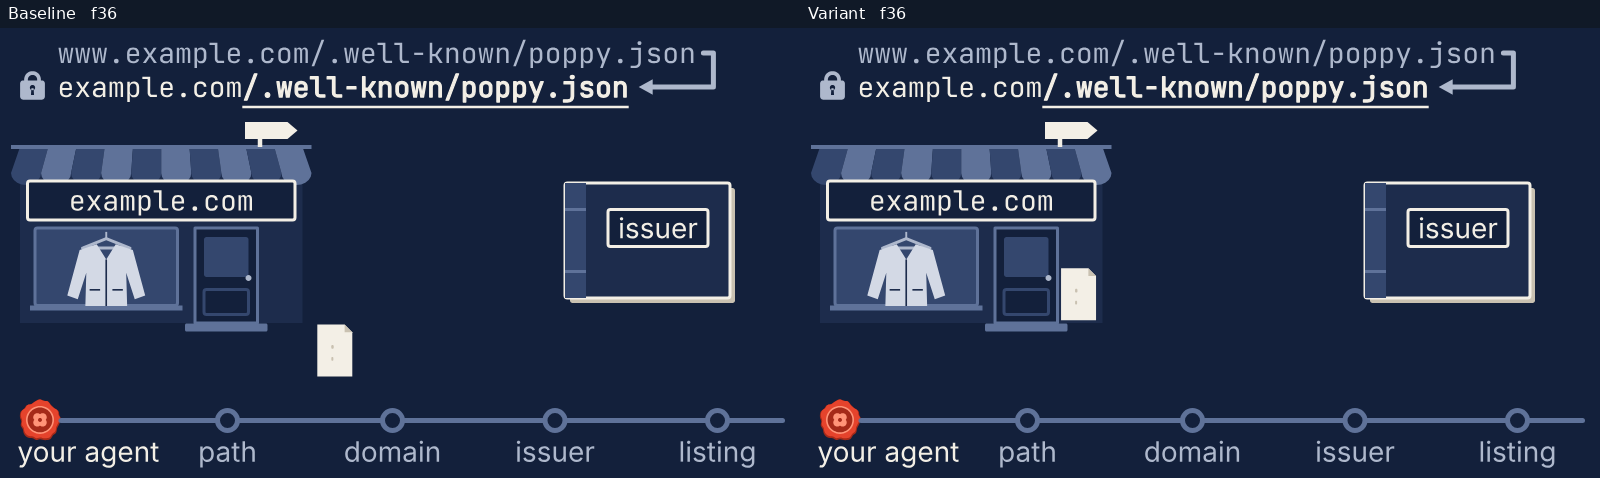 Baseline f36
www.example.com/.well-known/poppy.json
example.com/.well-known/poppy.json
example.com
issuer
your agent path domain issuer listing
Variant f36
www.example.com/.well-known/poppy.json
example.com/.well-known/poppy.json
example.com
issuer
your agent path domain issuer listing